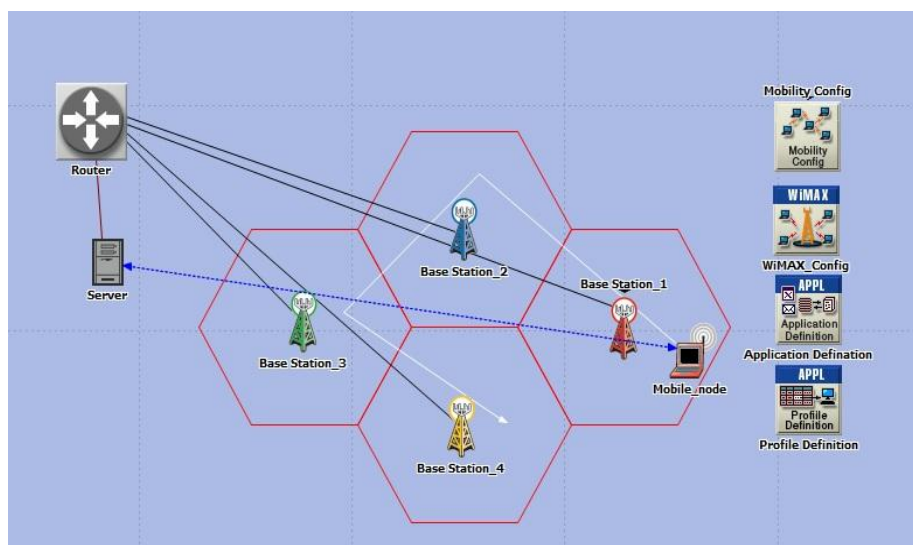 Mobility_Config
Mobility
Config
Router
WiMAX
Base Station_2
WiMAX_Config
Base Station_1
Server
APPL
Application
Definition
Base Station_3
Application Defination
Mobile_node
APPL
Profile
Definition
Profile Definition
Base Station_4